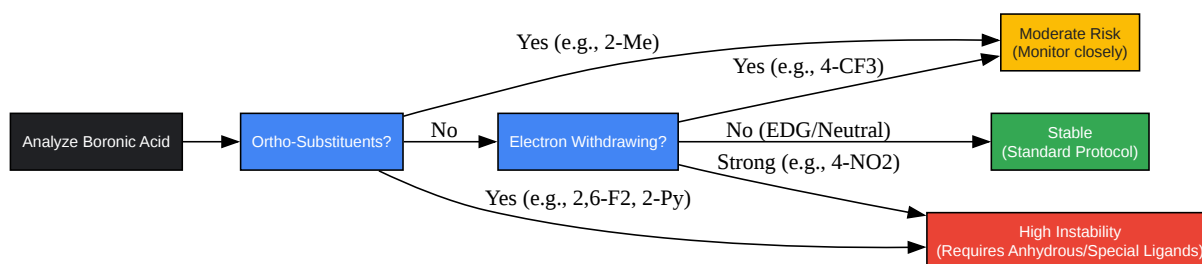 Analyze Boronic Acid
Ortho-Substituents?
Yes (e.g., 2-Me)
No
Yes (e.g., 2,6-F2, 2-Py)
Electron Withdrawing?
Yes (e.g., 4-CF3)
No (EDG/Neutral)
Strong (e.g., 4-NO2)
Moderate Risk
(Monitor closely)
Stable
(Standard Protocol)
High Instability
(Requires Anhydrous/Special Ligands)